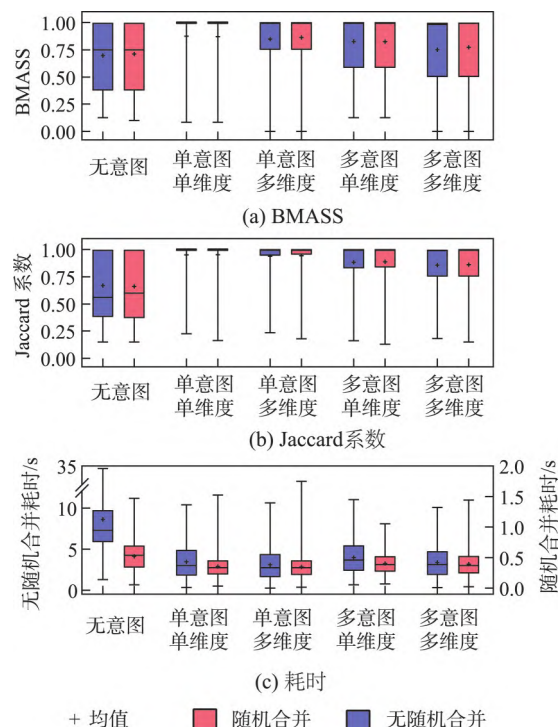 BMASS
1.00
0.75
0.50
0.25
0.00
无意图
单意图 单意图 多意图 多意图
单维度 多维度 单维度 多维度
(a) BMASS
Jaccard 系数
1.00
0.75
0.50
0.25
0.00
无意图
单意图 单意图 多意图 多意图
单维度 多维度 单维度 多维度
(b) Jaccard系数
无随机合并耗时/s
35
10
5
0
2.0
1.5
1.0
0.5
0.0
随机合并耗时/s
无意图
单意图 单意图 多意图 多意图
单维度 多维度 单维度 多维度
(c) 耗时
+ 均值 随机合并 无随机合并